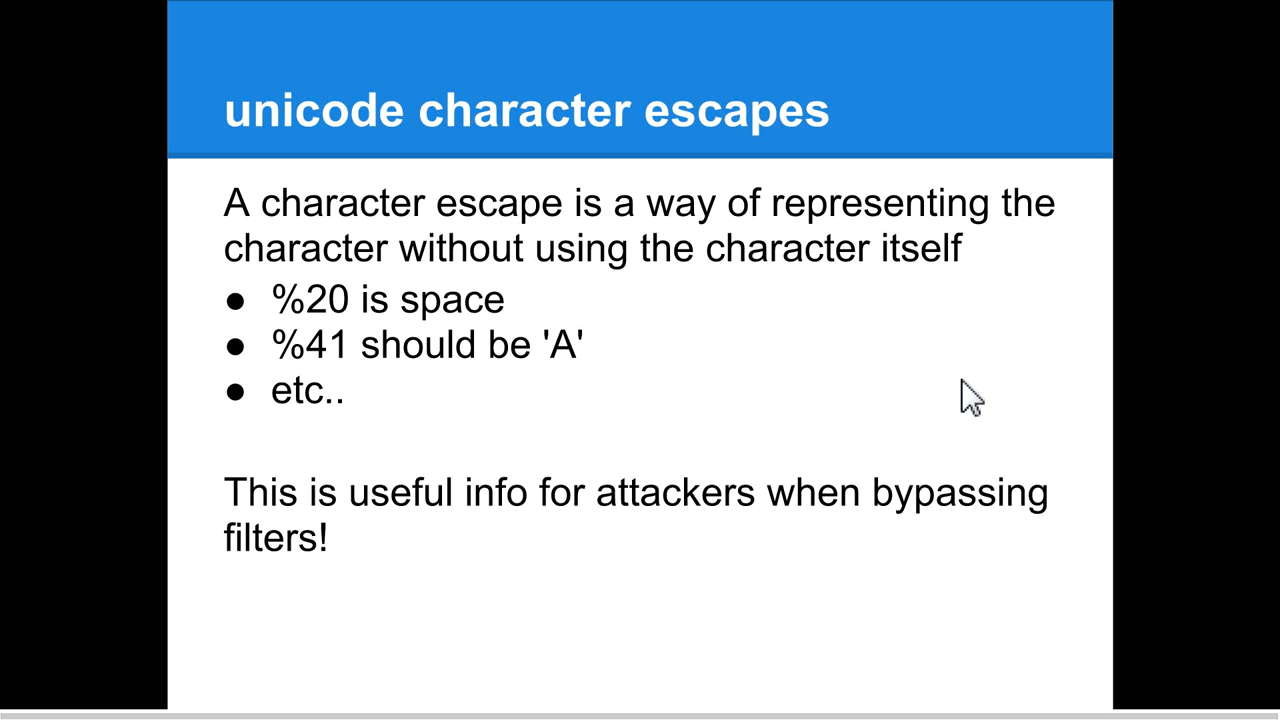 unicode character escapes
A character escape is a way of representing the
character without using the character itself
● %20 is space
● %41 should be 'A'
● etc..
This is useful info for attackers when bypassing
filters!